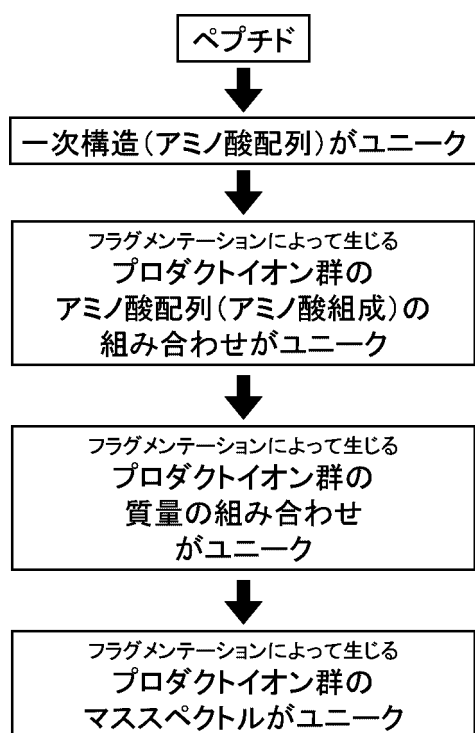 ペプチド
一次構造(アミノ酸配列)がユニーク
フラグメンテーションによって生じる
プロダクトイオン群の
アミノ酸配列(アミノ酸組成)の
組み合わせがユニーク
フラグメンテーションによって生じる
プロダクトイオン群の
質量の組み合わせ
がユニーク
フラグメンテーションによって生じる
プロダクトイオン群の
マススペクトルがユニーク